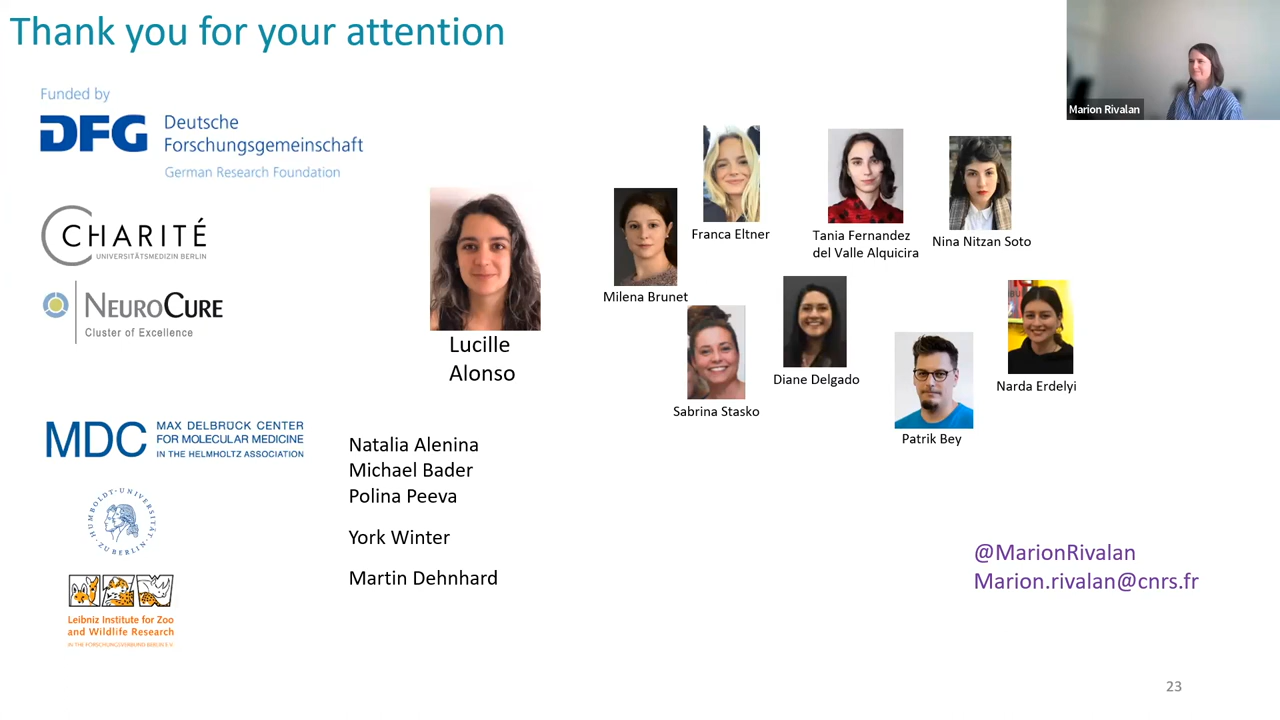 Thank you for your attention
Marion Rivalan
Funded by
DFG
Deutsche
Forschungsgemeinschaft
German Research Foundation
CHARITÉ
UNIVERSITÄTSMEDIZIN BERLIN
NEUROCURE
Cluster of Excellence
Lucille
Alonso
Milena Brunet
Franca Eltner
Tania Fernandez
del Valle Alquicira
Nina Nitzan Soto
Sabrina Stasko
Diane Delgado
Patrik Bey
Narda Erdelyi
MDC
MAX DELBRÜCK CENTER
FOR MOLECULAR MEDICINE
IN THE HELMHOLTZ ASSOCIATION
Natalia Alenina
Michael Bader
Polina Peeva
HUMBOLDT-UNIVERSITÄT
ZU BERLIN
York Winter
Martin Dehnhard
Leibniz Institute for Zoo
and Wildlife Research
IN THE FORSCHUNGSVERBUND BERLIN E.V.
@MarionRivalan
Marion.rivalan@cnrs.fr
23